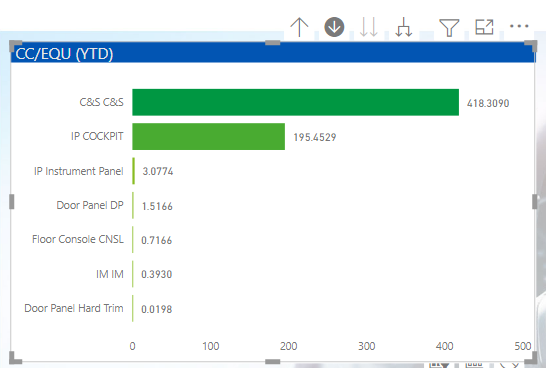 CC/EQU (YTD)
C&S C&S 418.3090
IP COCKPIT 195.4529
IP Instrument Panel 3.0774
Door Panel DP 1.5166
Floor Console CNSL 0.7166
IM IM 0.3930
Door Panel Hard Trim 0.0198
0 100 200 300 400 500